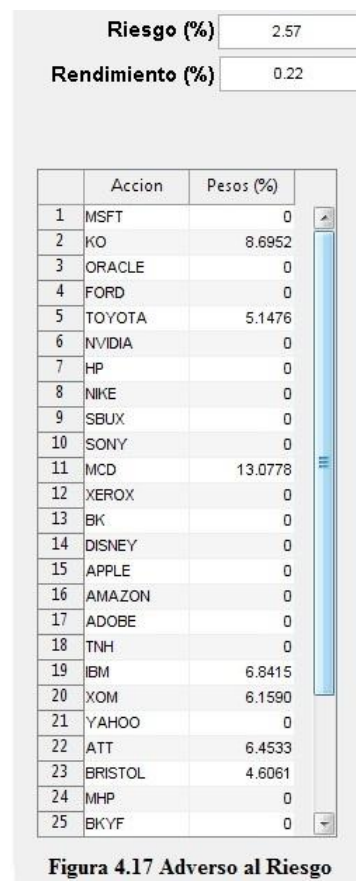 Riesgo (%) 2.57
Rendimiento (%) 0.22
Accion Pesos (%)
1 MSFT 0
2 KO 8.6952
3 ORACLE 0
4 FORD 0
5 TOYOTA 5.1476
6 NVIDIA 0
7 HP 0
8 NIKE 0
9 SBUX 0
10 SONY 0
11 MCD 13.0778
12 XEROX 0
13 BK 0
14 DISNEY 0
15 APPLE 0
16 AMAZON 0
17 ADOBE 0
18 TNH 0
19 IBM 6.8415
20 XOM 6.1590
21 YAHOO 0
22 ATT 6.4533
23 BRISTOL 4.6061
24 MHP 0
25 BKYF 0
Figura 4.17 Adverso al Riesgo